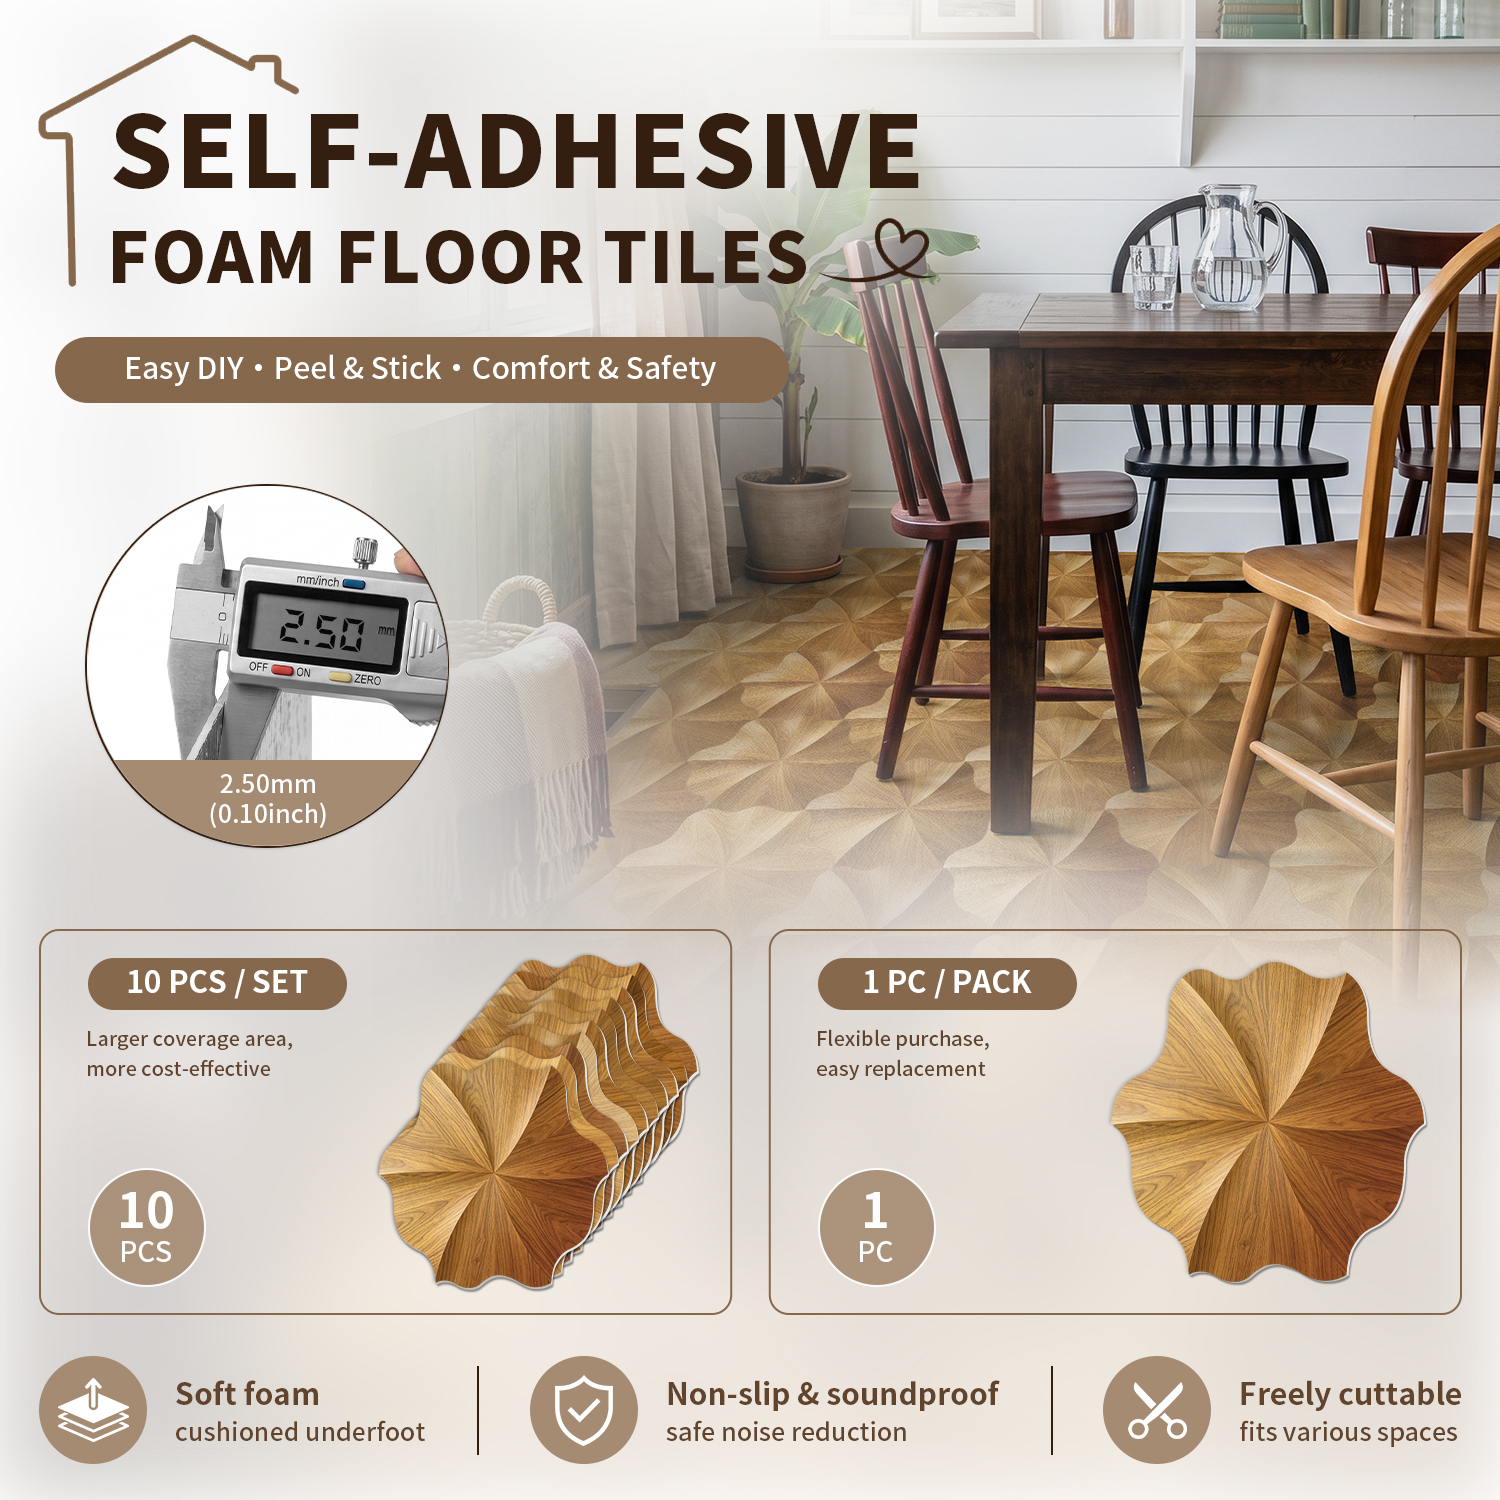 SELF-ADHESIVE
FOAM FLOOR TILES
Easy DIY • Peel & Stick • Comfort & Safety
mm/inch
0
2.50 mm
OFF ON ZERO
2.50mm
(0.10inch)
10 PCS / SET
Larger coverage area,
more cost-effective
10
PCS
1 PC / PACK
Flexible purchase,
easy replacement
1
PC
Soft foam
cushioned underfoot
Non-slip & soundproof
safe noise reduction
Freely cuttable
fits various spaces